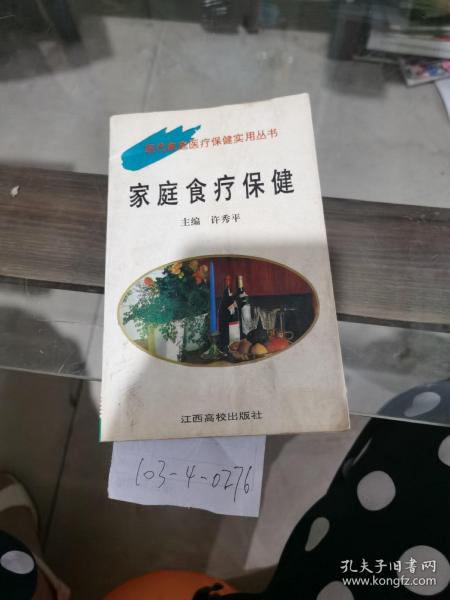 现代家庭医疗保健实用丛书
家庭食疗保健
主编 许秀平
江西高校出版社
103-4-0276
孔夫子旧书网
www.kongfz.com